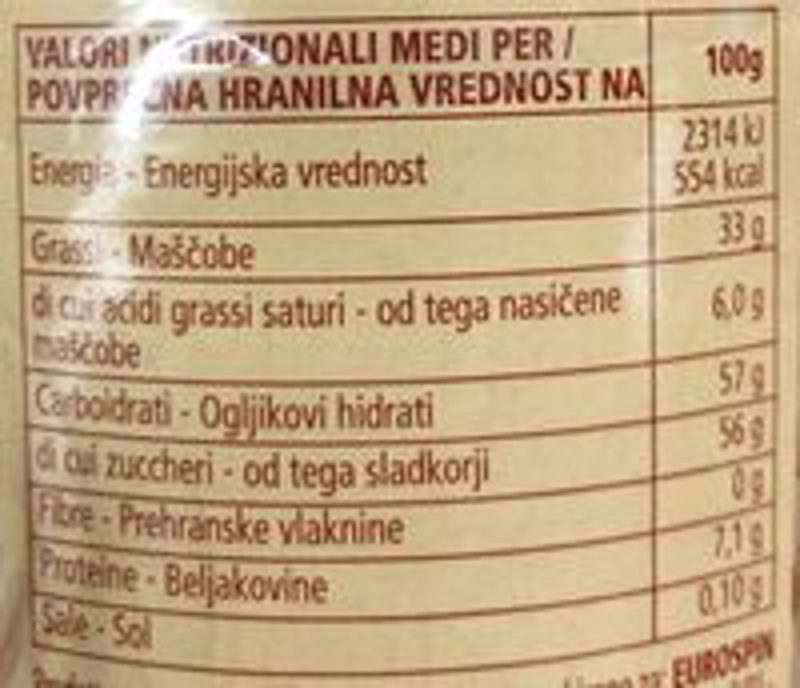 VALORI NUTRIZIONALI MEDI PER / 100g
POVPREČNA HRANILNA VREDNOST NA
Energia - Energijska vrednost 2314 kJ
554 kcal
Grassi - Maščobe 33 g
di cui acidi grassi saturi - od tega nasičene 6,0 g
maščobe
Carboidrati - Ogljikovi hidrati 57 g
di cui zuccheri - od tega sladkorji 56 g
Fibre - Prehranske vlaknine 0 g
Proteine - Beljakovine 7,1 g
Sale - Sol 0,10 g
za: EUROSPIN